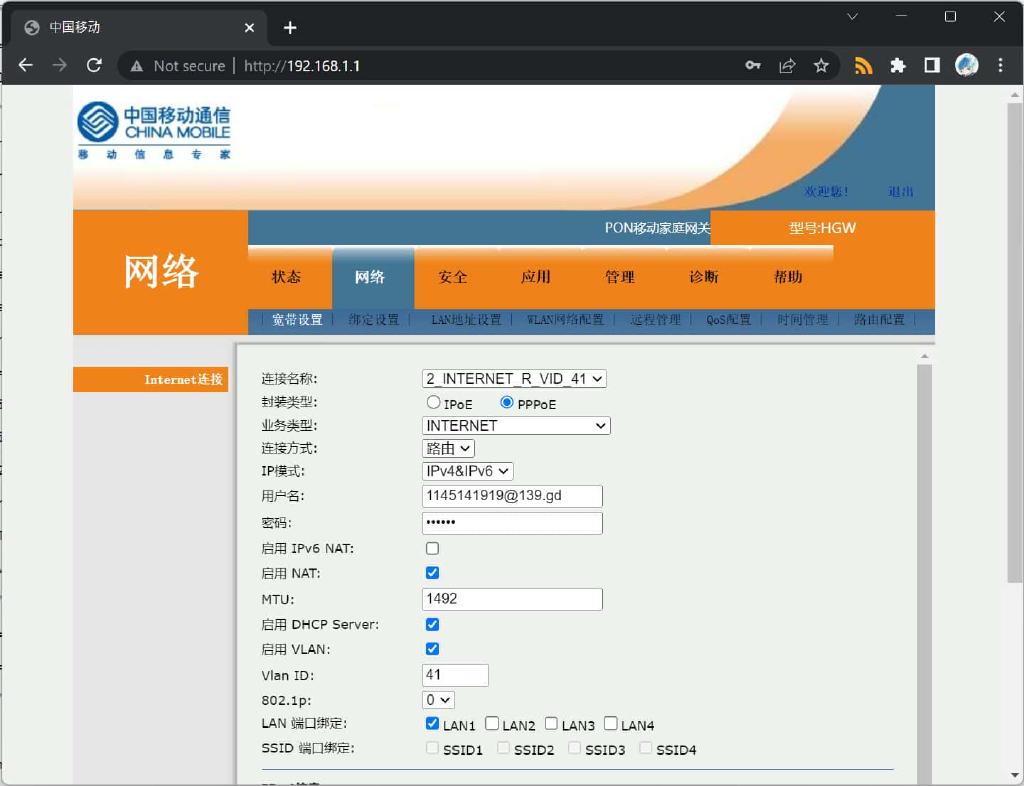 中国移动
Not secure | http://192.168.1.1
中国移动通信
CHINA MOBILE
移动信息专家
欢迎您! 退出
PON移动家庭网关 型号:HGW
网络
状态 网络 安全 应用 管理 诊断 帮助
宽带设置 | 绑定设置 | LAN地址设置 | WLAN网络配置 | 远程管理 | QoS配置 | 时间管理 | 路由配置 |
Internet连接
连接名称: 2_INTERNET_R_VID_41
封装类型: IPoE PPPoE
业务类型: INTERNET
连接方式: 路由
IP模式: IPv4&IPv6
用户名: 1145141919@139.gd
密码: ••••••
启用 IPv6 NAT:
启用 NAT:
MTU: 1492
启用 DHCP Server:
启用 VLAN:
Vlan ID: 41
802.1p: 0
LAN 端口绑定: LAN1 LAN2 LAN3 LAN4
SSID 端口绑定: SSID1 SSID2 SSID3 SSID4